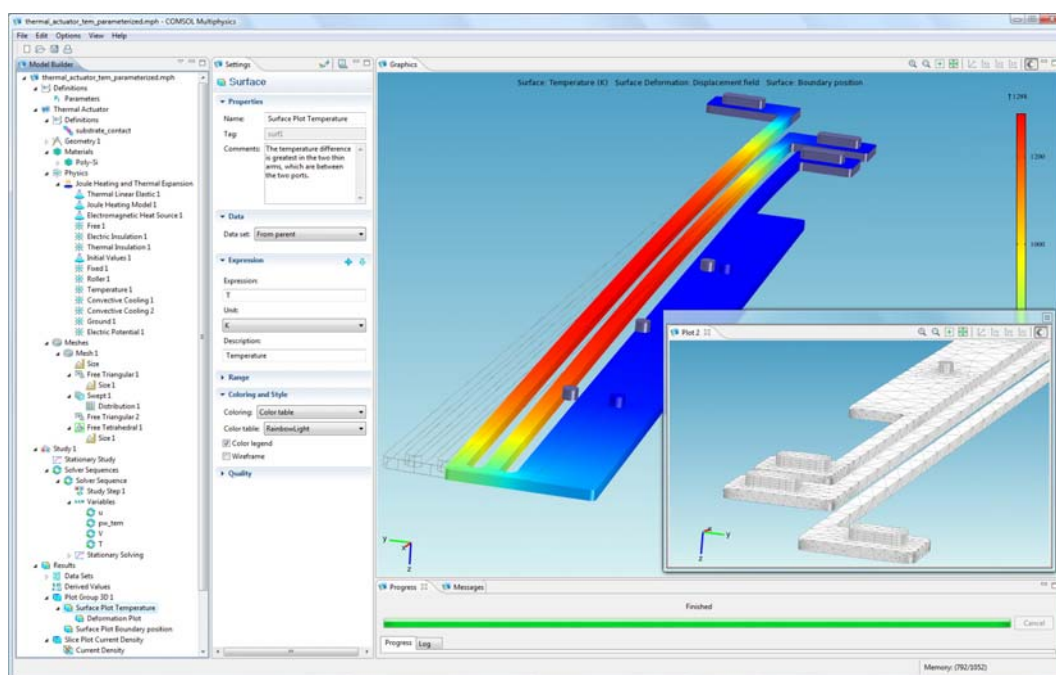 thermal_actuator_tem_parameterized.mph - COMSOL Multiphysics
File Edit Options View Help
Model Builder
thermal_actuator_tem_parameterized.mph
Definitions
Parameters
Thermal Actuator
Definitions
substrate_contact
Geometry 1
Materials
Poly-Si
Physics
Joule Heating and Thermal Expansion
Thermal Linear Elastic 1
Joule Heating Model 1
Electromagnetic Heat Source 1
Free 1
Electric Insulation 1
Thermal Insulation 1
Initial Values 1
Fixed 1
Roller 1
Temperature 1
Convective Cooling 1
Convective Cooling 2
Ground 1
Electric Potential 1
Meshes
Mesh 1
Size
Free Triangular 1
Size 1
Swept 1
Distribution 1
Free Triangular 2
Free Tetrahedral 1
Size 1
Study 1
Stationary Study
Solver Sequences
Solver Sequence
Study Step 1
Variables
u
pw_tem
V
T
Stationary Solving
Results
Data Sets
Derived Values
Plot Group 3D 1
Surface Plot Temperature
Deformation Plot
Surface Plot Boundary position
Slice Plot Current Density
Current Density
Settings
Surface
Properties
Name: Surface Plot Temperature
Tag: surf1
Comments: The temperature difference
is greatest in the two thin
arms, which are between
the two ports.
Data
Data set: From parent
Expression
Expression:
T
Unit:
K
Description:
Temperature
Range
Coloring and Style
Coloring: Color table
Color table: RainbowLight
Color legend
Wireframe
Quality
Graphics
Surface: Temperature (K) Surface Deformation: Displacement field Surface: Boundary position
1200
1000
y
x
z
Plot 2
y
x
z
Progress Messages
Finished
Cancel
Progress Log
Memory: (792/1052)